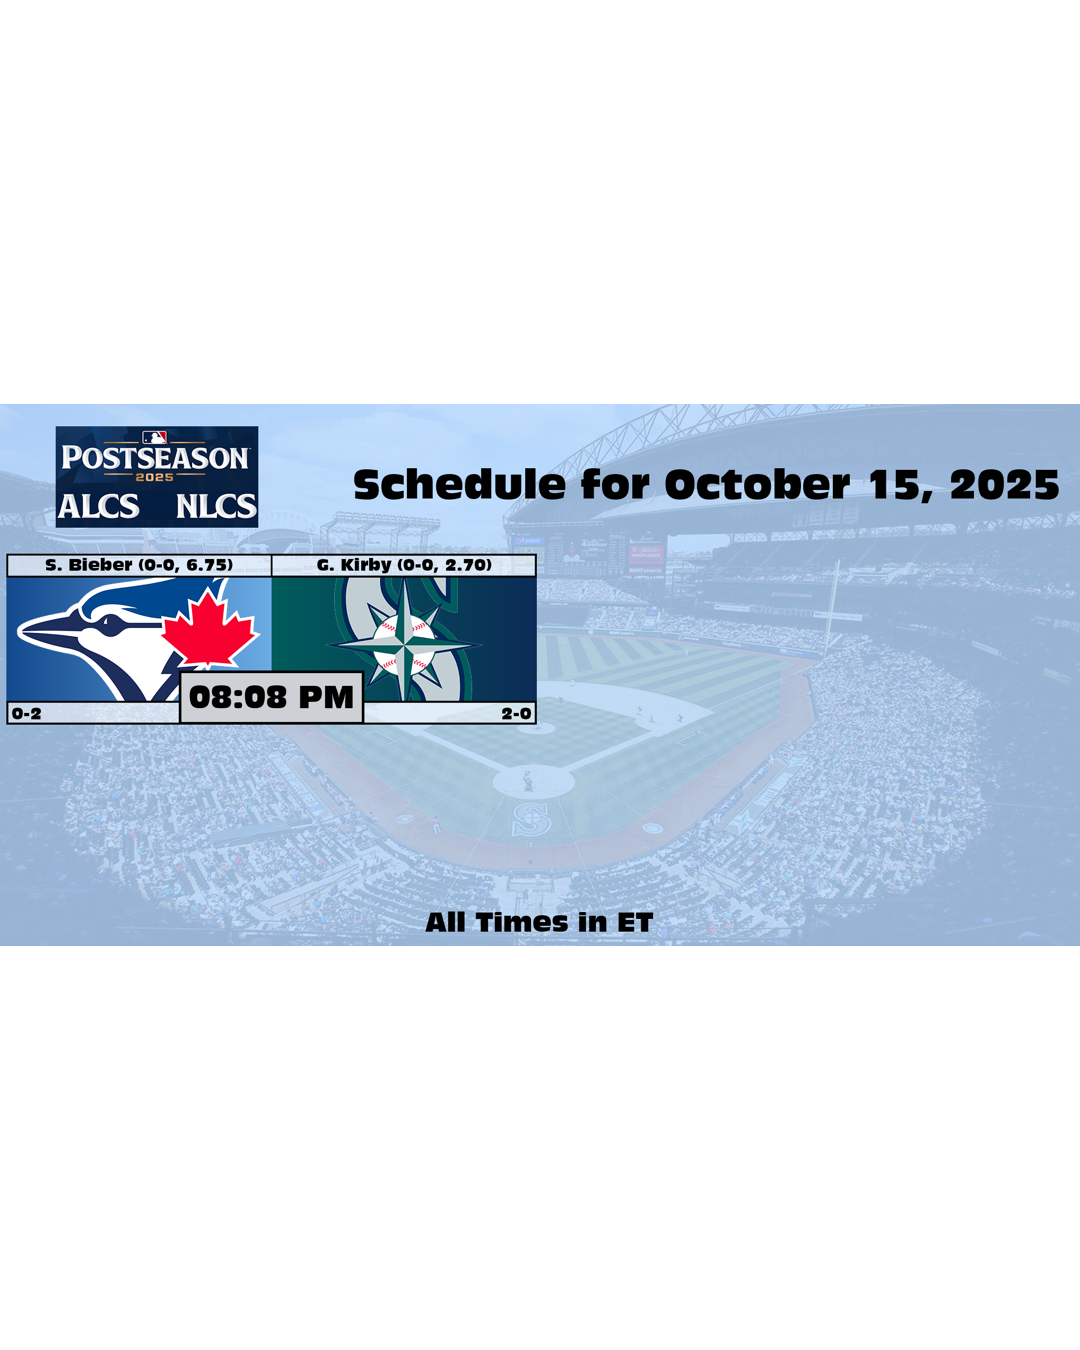 POSTSEASON
2025
ALCS NLCS
Schedule for October 15, 2025
S. Bieber (0-0, 6.75)
G. Kirby (0-0, 2.70)
08:08 PM
0-2
2-0
All Times in ET